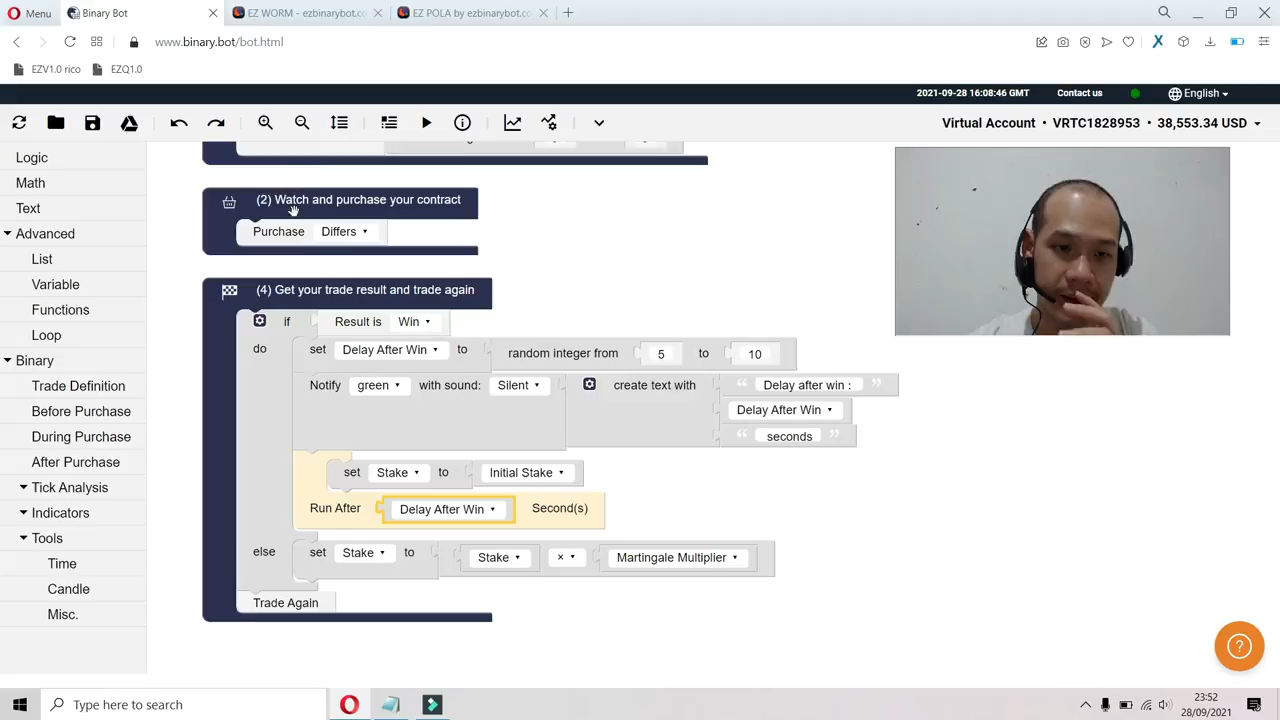 Menu
Binary Bot
EZ WORM - ezbinarybot.co
EZ POLA by ezbinarybot.co
www.binary.bot/bot.html
EZV1.0 rico
EZQ1.0
2021-09-28 16:08:46 GMT
Contact us
English
Virtual Account • VRTC1828953 • 38,553.34 USD
Logic
Math
Text
Advanced
List
Variable
Functions
Loop
Binary
Trade Definition
Before Purchase
During Purchase
After Purchase
Tick Analysis
Indicators
Tools
Time
Candle
Misc.
(2) Watch and purchase your contract
Purchase Differs
(4) Get your trade result and trade again
if Result is Win
do set Delay After Win to random integer from 5 to 10
Notify green with sound: Silent create text with “ Delay after win : ”
Delay After Win
“ seconds ”
set Stake to Initial Stake
Run After Delay After Win Second(s)
else set Stake to Stake × Martingale Multiplier
Trade Again
Type here to search
23:52
28/09/2021